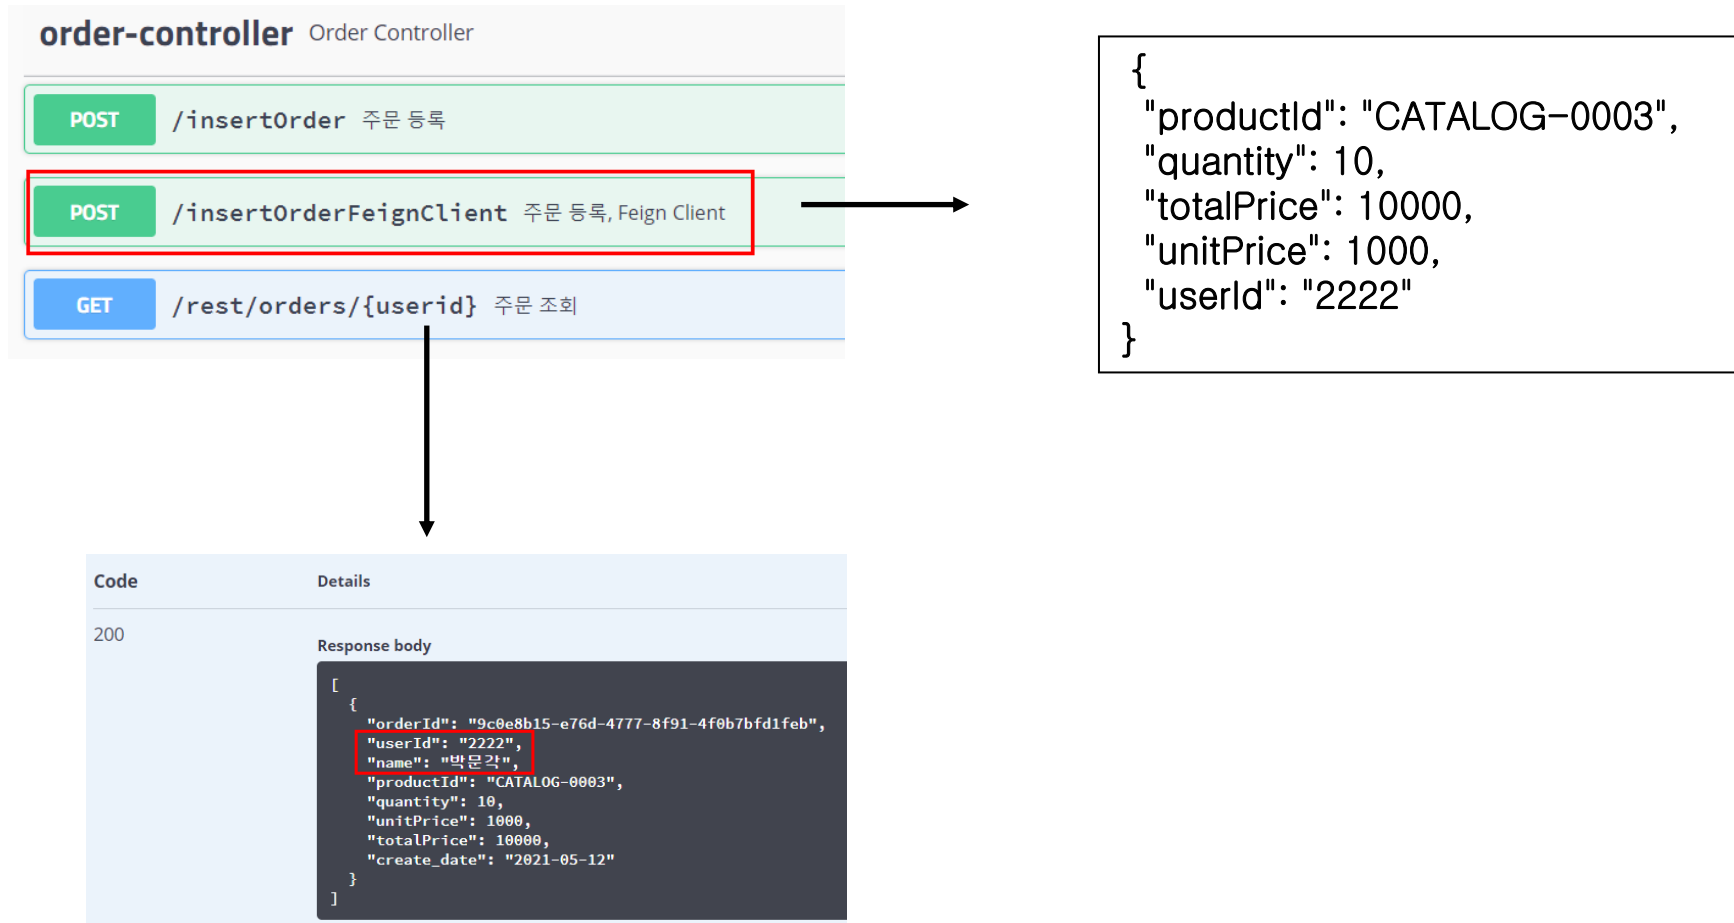 order-controller Order Controller
POST /insertOrder 주문 등록
POST /insertOrderFeignClient 주문 등록, Feign Client
GET /rest/orders/{userid} 주문 조회
{
"productId": "CATALOG-0003",
"quantity": 10,
"totalPrice": 10000,
"unitPrice": 1000,
"userId": "2222"
}
Code Details
200
Response body
[
{
"orderId": "9c0e8b15-e76d-4777-8f91-4f0b7bfd1feb",
"userId": "2222",
"name": "박문각",
"productId": "CATALOG-0003",
"quantity": 10,
"unitPrice": 1000,
"totalPrice": 10000,
"create_date": "2021-05-12"
}
]